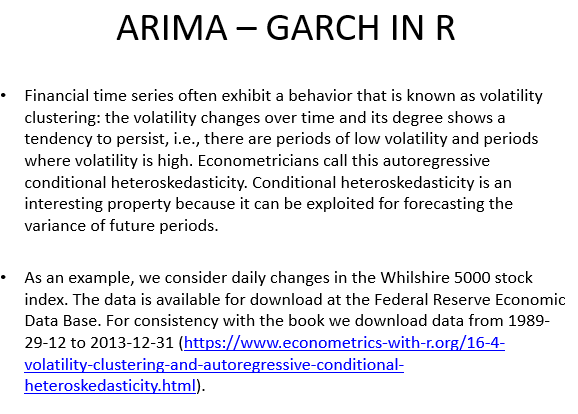 ARIMA – GARCH IN R
• Financial time series often exhibit a behavior that is known as volatility
clustering: the volatility changes over time and its degree shows a
tendency to persist, i.e., there are periods of low volatility and periods
where volatility is high. Econometricians call this autoregressive
conditional heteroskedasticity. Conditional heteroskedasticity is an
interesting property because it can be exploited for forecasting the
variance of future periods.
• As an example, we consider daily changes in the Whilshire 5000 stock
index. The data is available for download at the Federal Reserve Economic
Data Base. For consistency with the book we download data from 1989-
29-12 to 2013-12-31 (https://www.econometrics-with-r.org/16-4-
volatility-clustering-and-autoregressive-conditional-
heteroskedasticity.html).